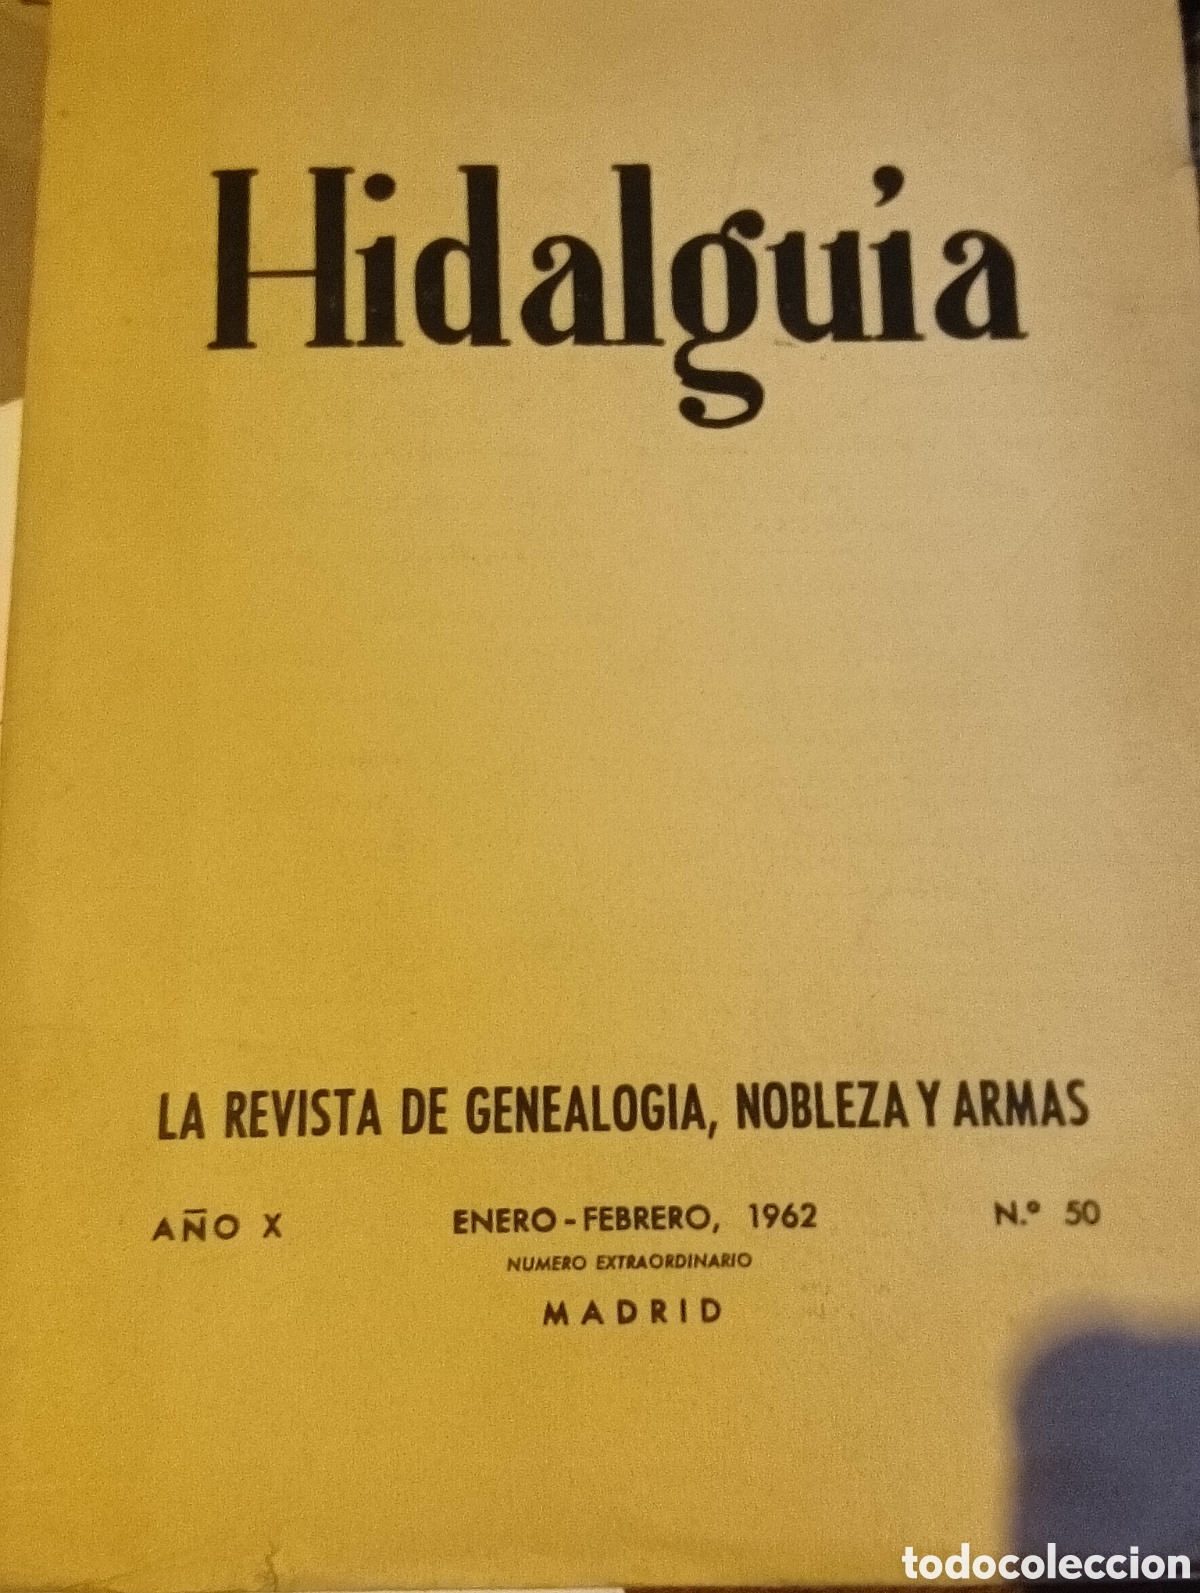 Hidalguía
LA REVISTA DE GENEALOGIA, NOBLEZA Y ARMAS
AÑO X ENERO-FEBRERO, 1962 N.º 50
NUMERO EXTRAORDINARIO
MADRID
todocoleccion